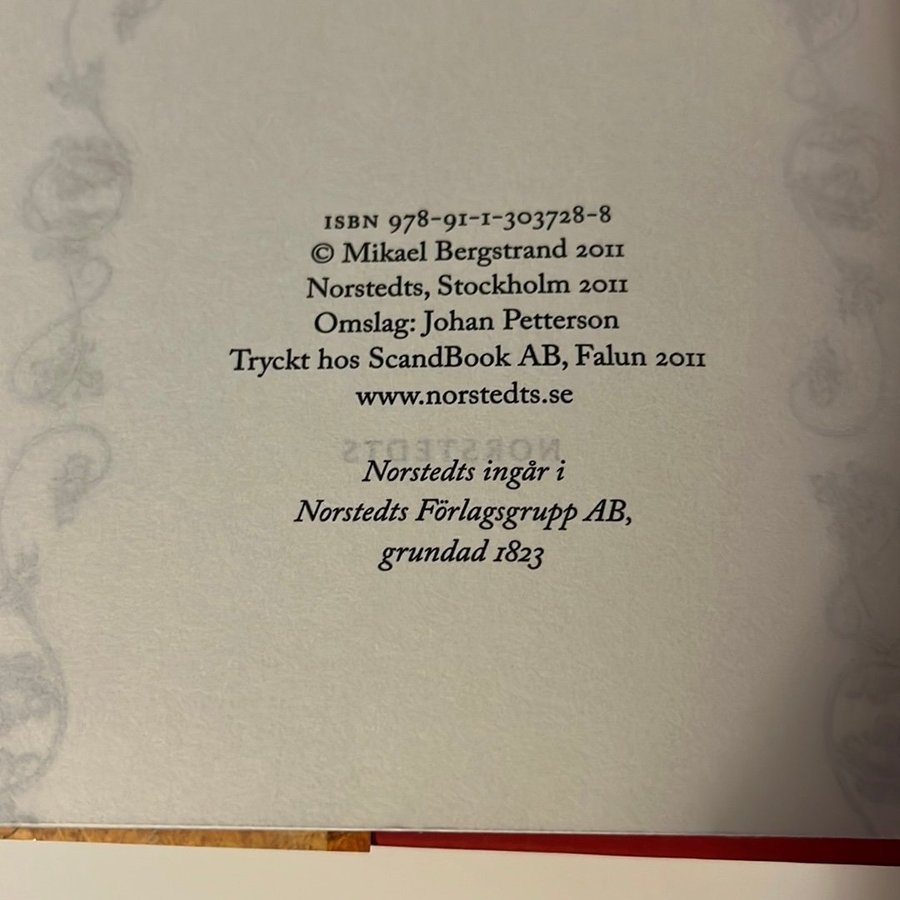 ISBN 978-91-1-303728-8
© Mikael Bergstrand 2011
Norstedts, Stockholm 2011
Omslag: Johan Petterson
Tryckt hos ScandBook AB, Falun 2011
www.norstedts.se
NORSTEDTS
Norstedts ingår i
Norstedts Förlagsgrupp AB,
grundad 1823